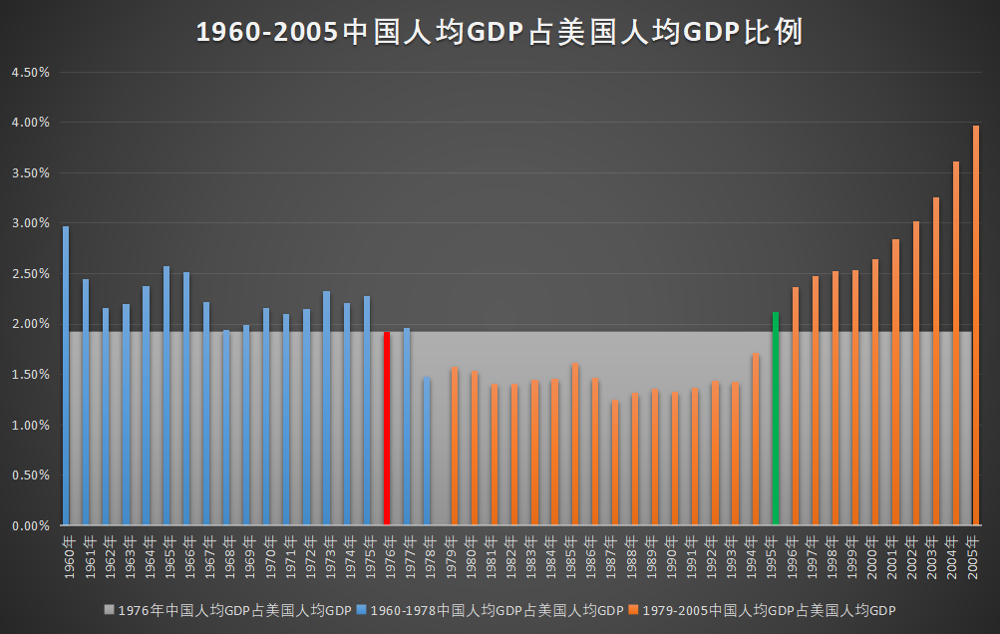 1960-2005中国人均GDP占美国人均GDP比例
4.50%
4.00%
3.50%
3.00%
2.50%
2.00%
1.50%
1.00%
0.50%
0.00%
1960年
1961年
1962年
1963年
1964年
1965年
1966年
1967年
1968年
1969年
1970年
1971年
1972年
1973年
1974年
1975年
1976年
1977年
1978年
1979年
1980年
1981年
1982年
1983年
1984年
1985年
1986年
1987年
1988年
1989年
1990年
1991年
1992年
1993年
1994年
1995年
1996年
1997年
1998年
1999年
2000年
2001年
2002年
2003年
2004年
2005年
1976年中国人均GDP占美国人均GDP 1960-1978中国人均GDP占美国人均GDP 1979-2005中国人均GDP占美国人均GDP